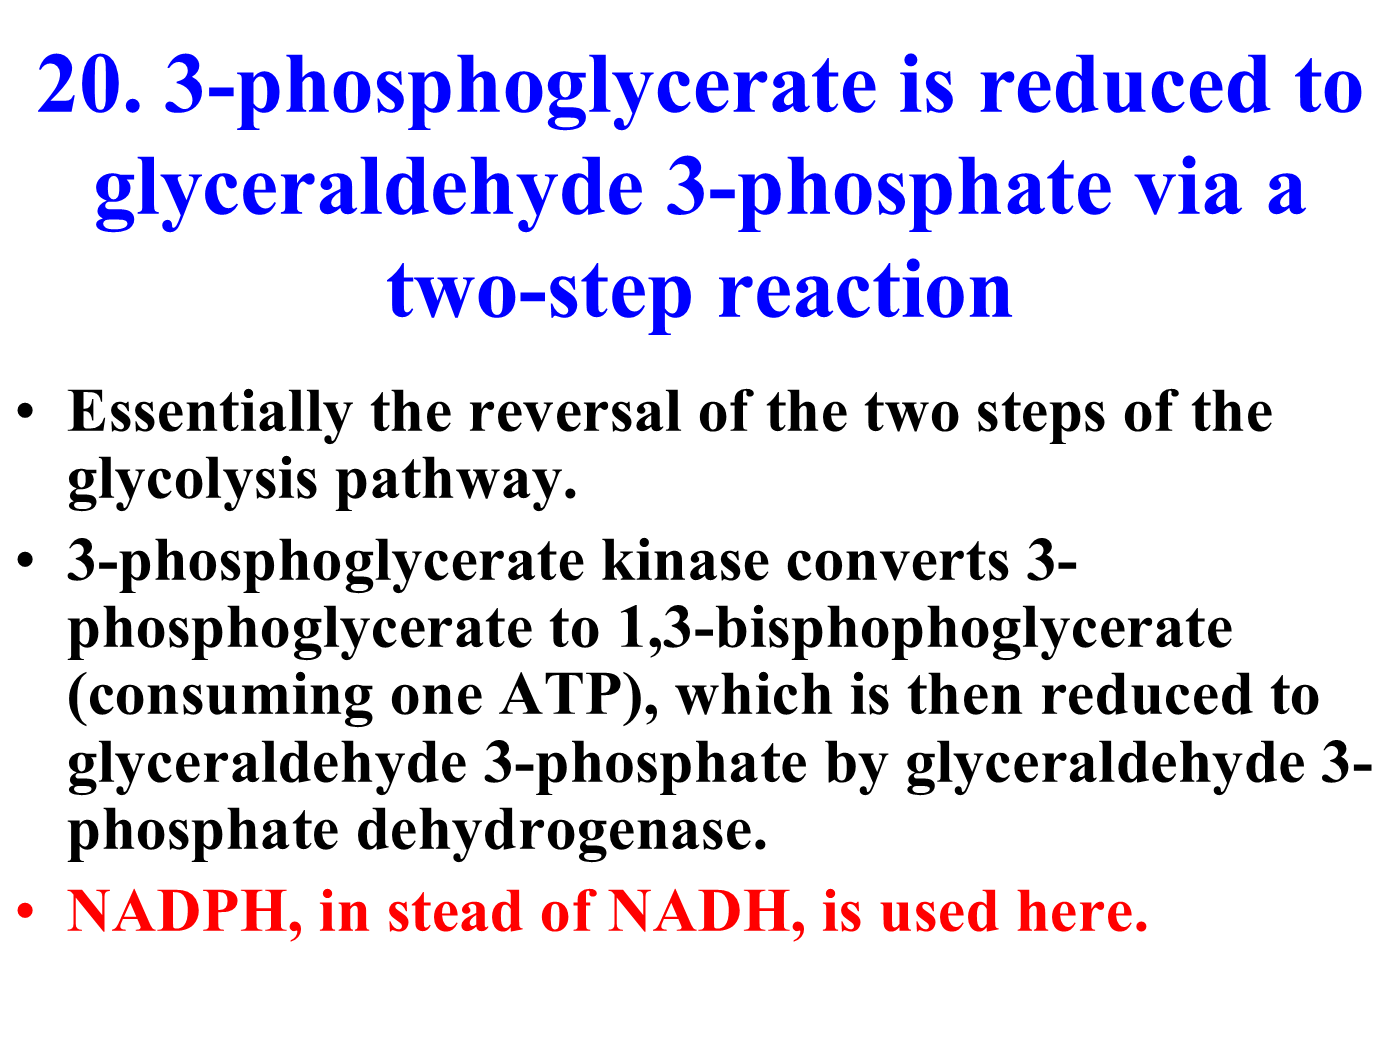 20. 3-phosphoglycerate is reduced to
glyceraldehyde 3-phosphate via a
two-step reaction
• Essentially the reversal of the two steps of the
glycolysis pathway.
• 3-phosphoglycerate kinase converts 3-
phosphoglycerate to 1,3-bisphophoglycerate
(consuming one ATP), which is then reduced to
glyceraldehyde 3-phosphate by glyceraldehyde 3-
phosphate dehydrogenase.
• NADPH, in stead of NADH, is used here.